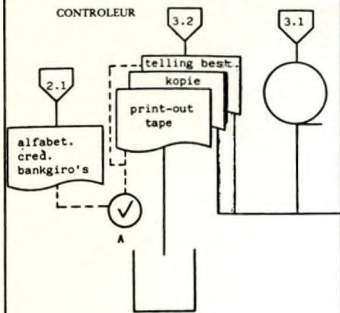 CONTROLEUR
3.2
3.1
2.1
telling best.
kopie
print-out
tape
alfabet.
cred.
bankgiro's
A